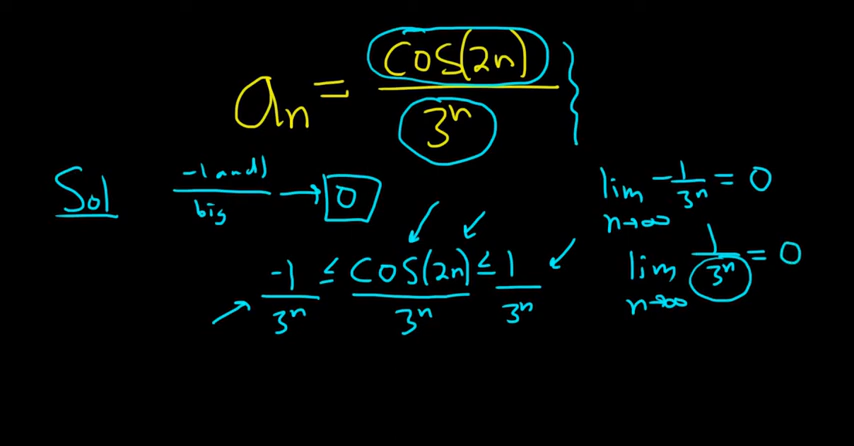 aₙ = cos(2n) / 3ⁿ
Sol
-1 and 1 / big → 0
-1/3ⁿ ≤ cos(2n)/3ⁿ ≤ 1/3ⁿ
lim n→∞ -1/3ⁿ = 0
lim n→∞ 1/3ⁿ = 0